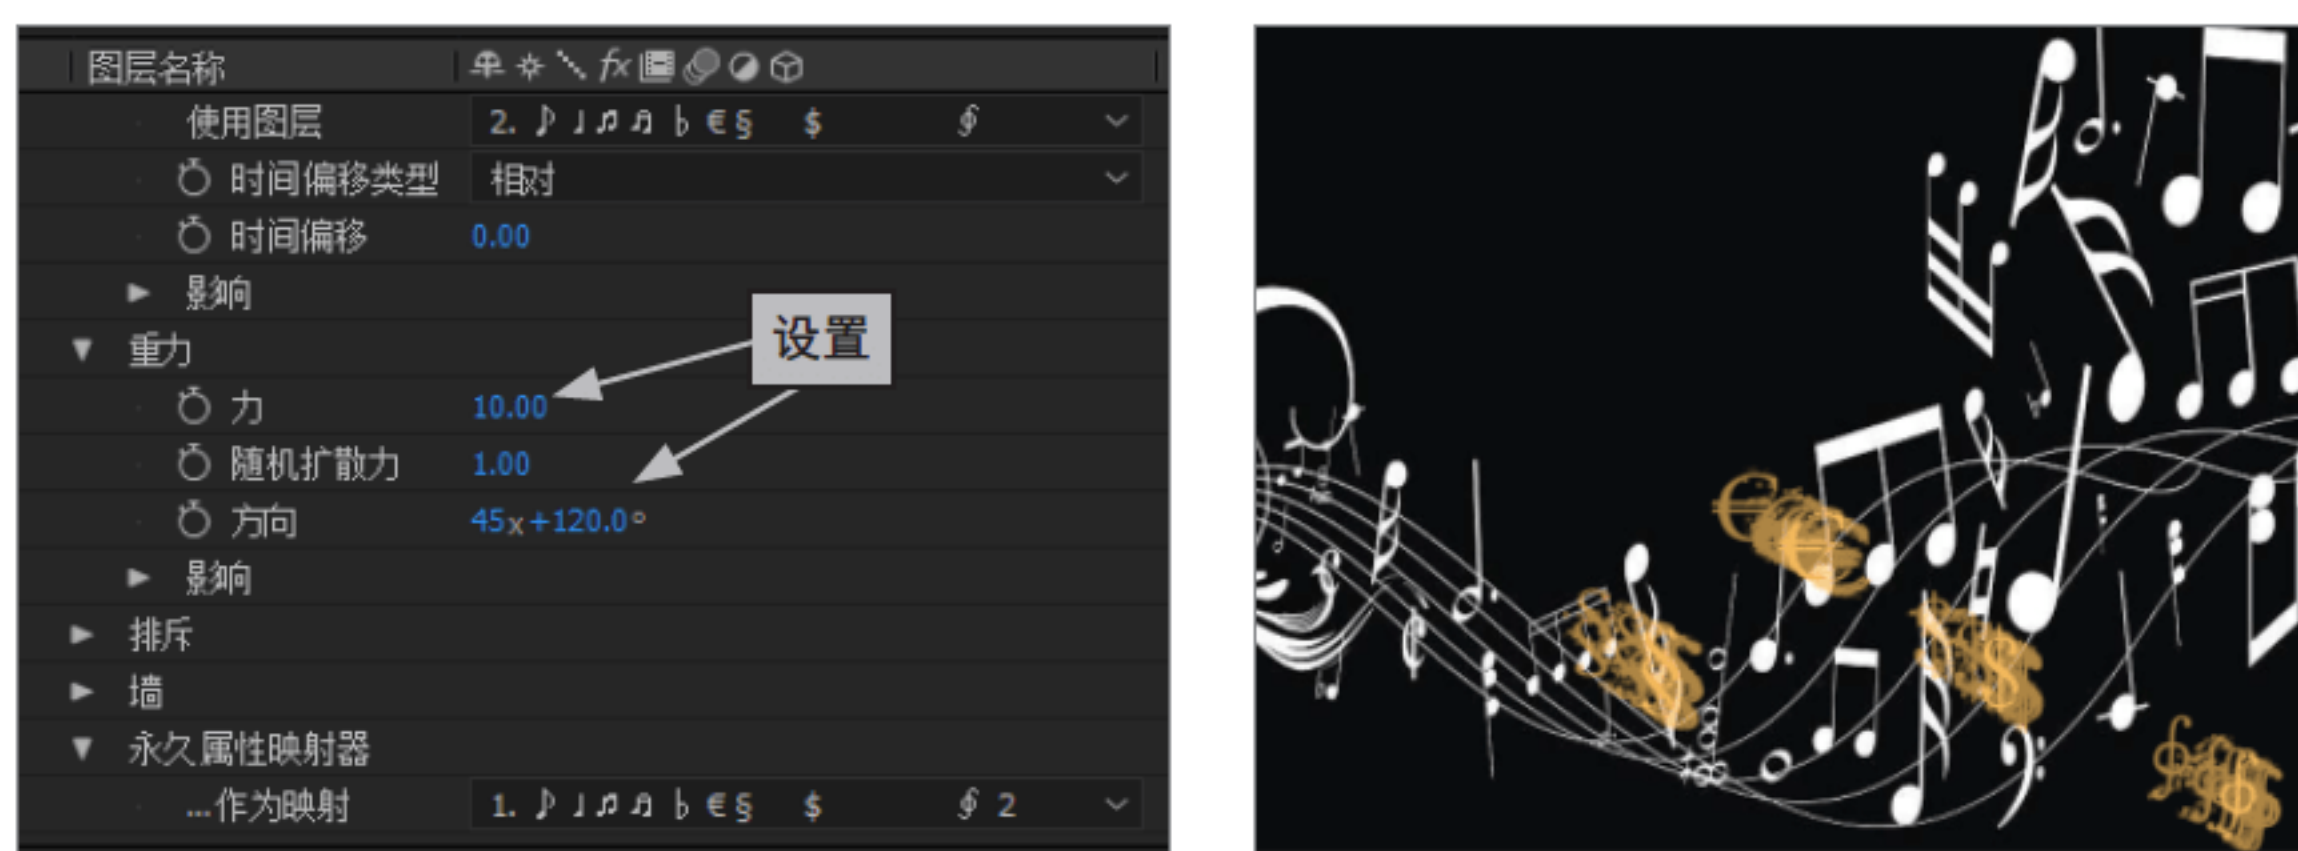 图层名称 fx
使用图层 2. ♪ ♩ ♫ ♫ ♭ € § $ ∮
时间偏移类型 相对
时间偏移 0.00
影响
设置
重力
力 10.00
随机扩散力 1.00
方向 45x+120.0°
影响
排斥
墙
永久属性映射器
...作为映射 1. ♪ ♩ ♫ ♫ ♭ € § $ ∮ 2